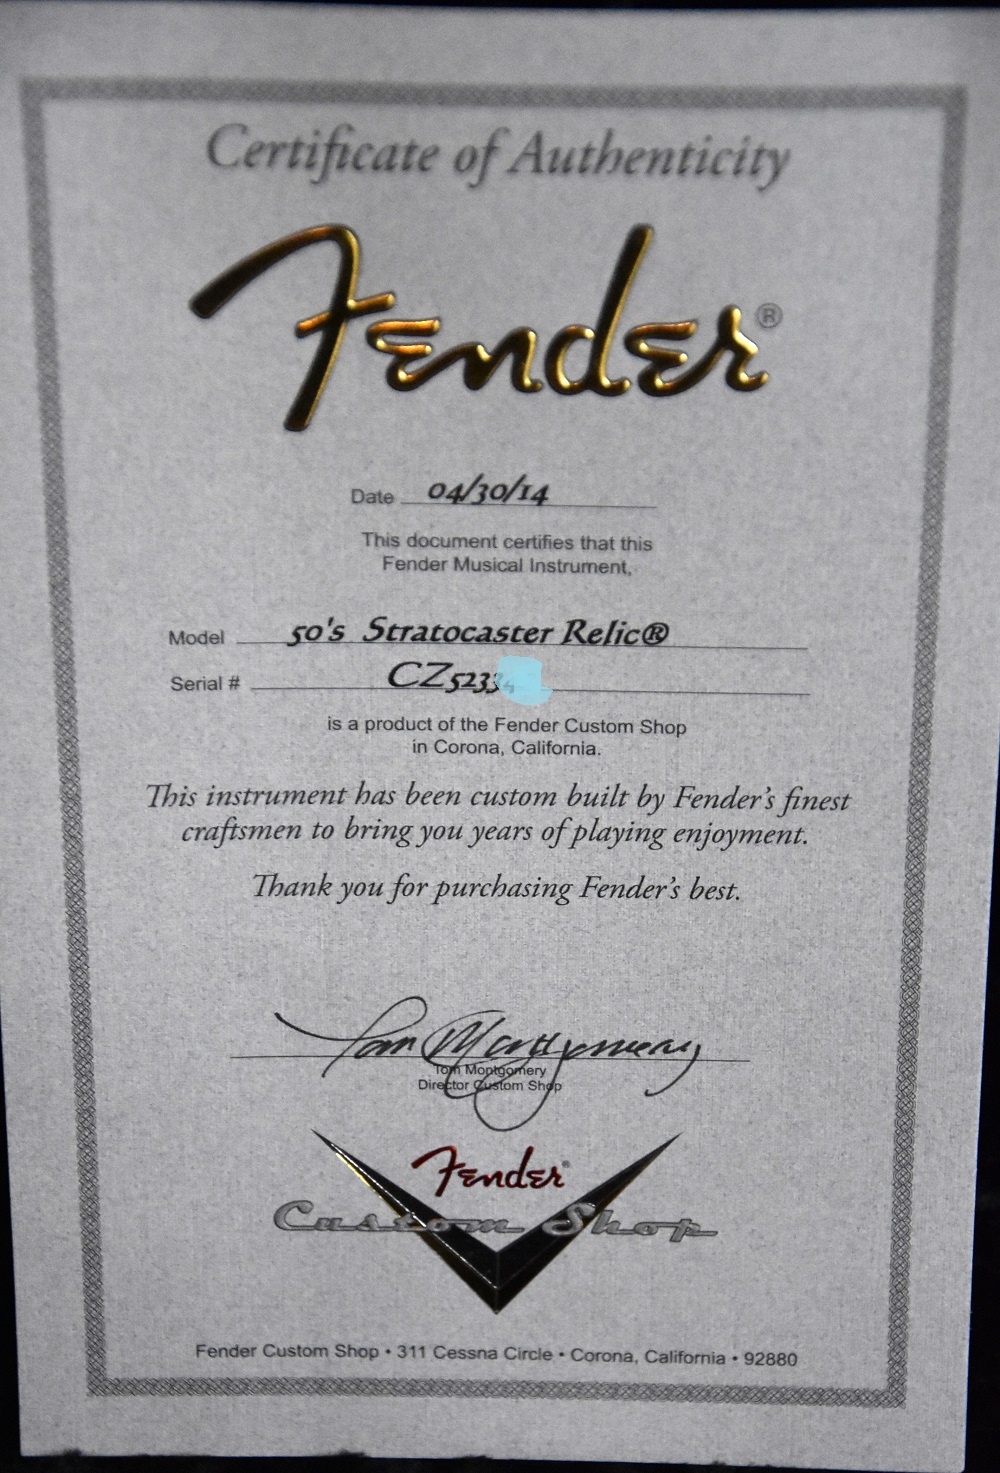 Certificate of Authenticity
Fender®
Date 04/30/14
This document certifies that this
Fender Musical Instrument,
Model 50's Stratocaster Relic®
Serial #
is a product of the Fender Custom Shop
in Corona, California.
This instrument has been custom built by Fender's finest
craftsmen to bring you years of playing enjoyment.
Thank you for purchasing Fender's best.
Tom Montgomery
Tom Montgomery
Director Custom Shop
Fender®
Custom Shop
Fender Custom Shop • 311 Cessna Circle • Corona, California • 92880